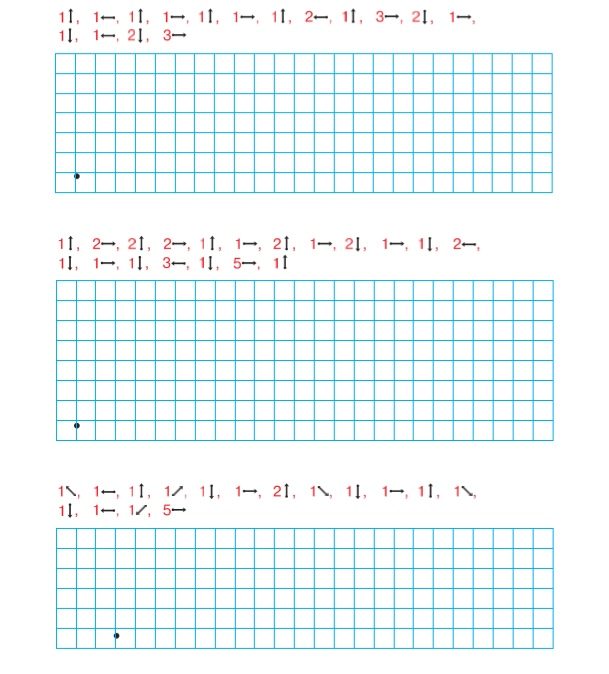 1↑, 1←, 1↑, 1→, 1↑, 1→, 1↑, 2←, 1↑, 3→, 2↓, 1→,
1↓, 1←, 2↓, 3→
1↑, 2→, 2↑, 2→, 1↑, 1→, 2↑, 1→, 2↓, 1→, 1↓, 2←,
1↓, 1→, 1↓, 3←, 1↓, 5→, 1↑
1↖, 1←, 1↑, 1↗, 1↓, 1→, 2↑, 1↘, 1↓, 1→, 1↑, 1↘,
1↓, 1←, 1↙, 5→